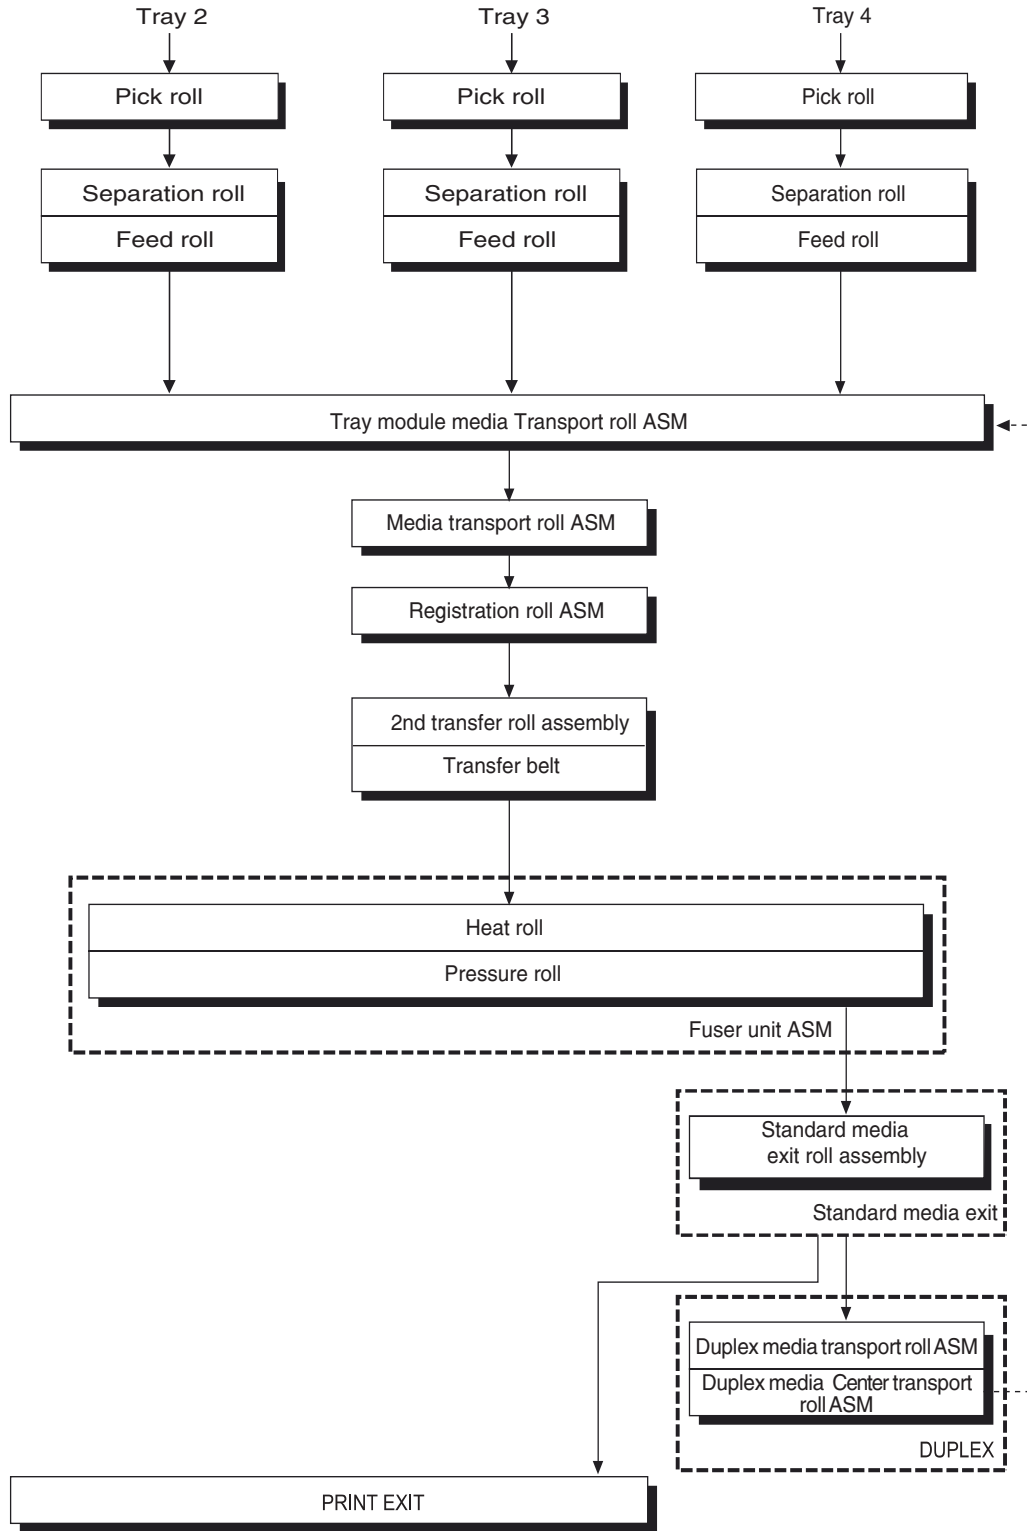 Tray 2
Tray 3
Tray 4
Pick roll
Pick roll
Pick roll
Separation roll
Separation roll
Separation roll
Feed roll
Feed roll
Feed roll
Tray module media Transport roll ASM
Media transport roll ASM
Registration roll ASM
2nd transfer roll assembly
Transfer belt
Heat roll
Pressure roll
Fuser unit ASM
Standard media
exit roll assembly
Standard media exit
Duplex media transport roll ASM
Duplex media Center transport
roll ASM
DUPLEX
PRINT EXIT